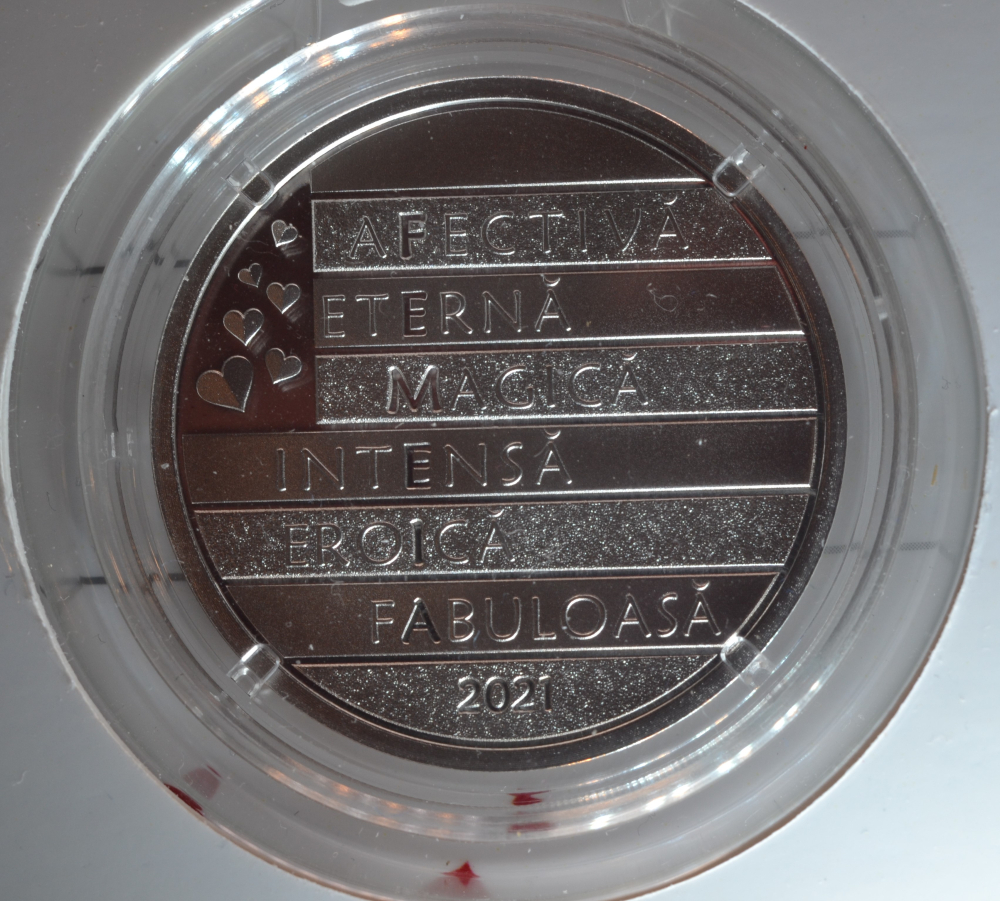 AFECTIVĂ
ETERNĂ
MAGICĂ
INTENSĂ
EROICĂ
FABULOASĂ
2021